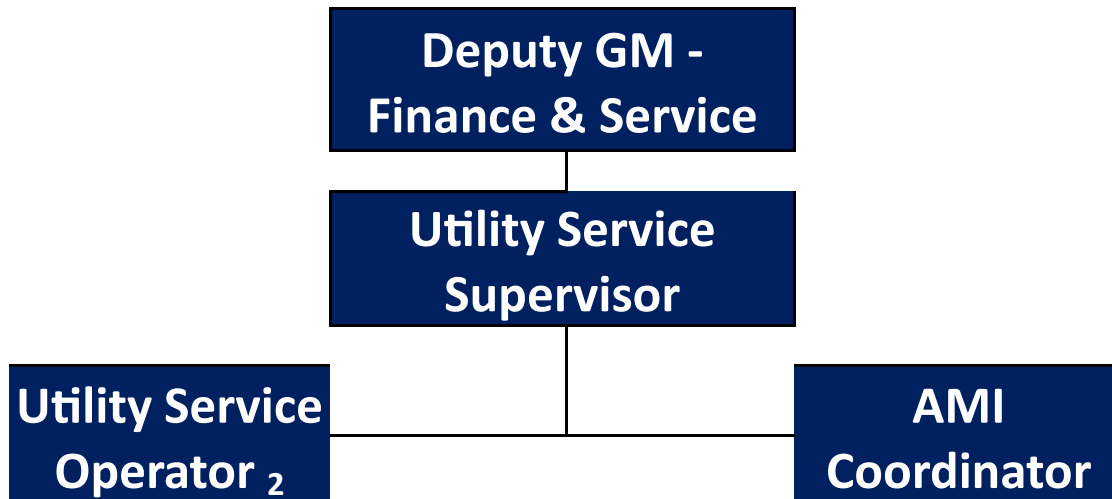 Deputy GM -
Finance & Service
Utility Service
Supervisor
Utility Service
Operator 2
AMI
Coordinator